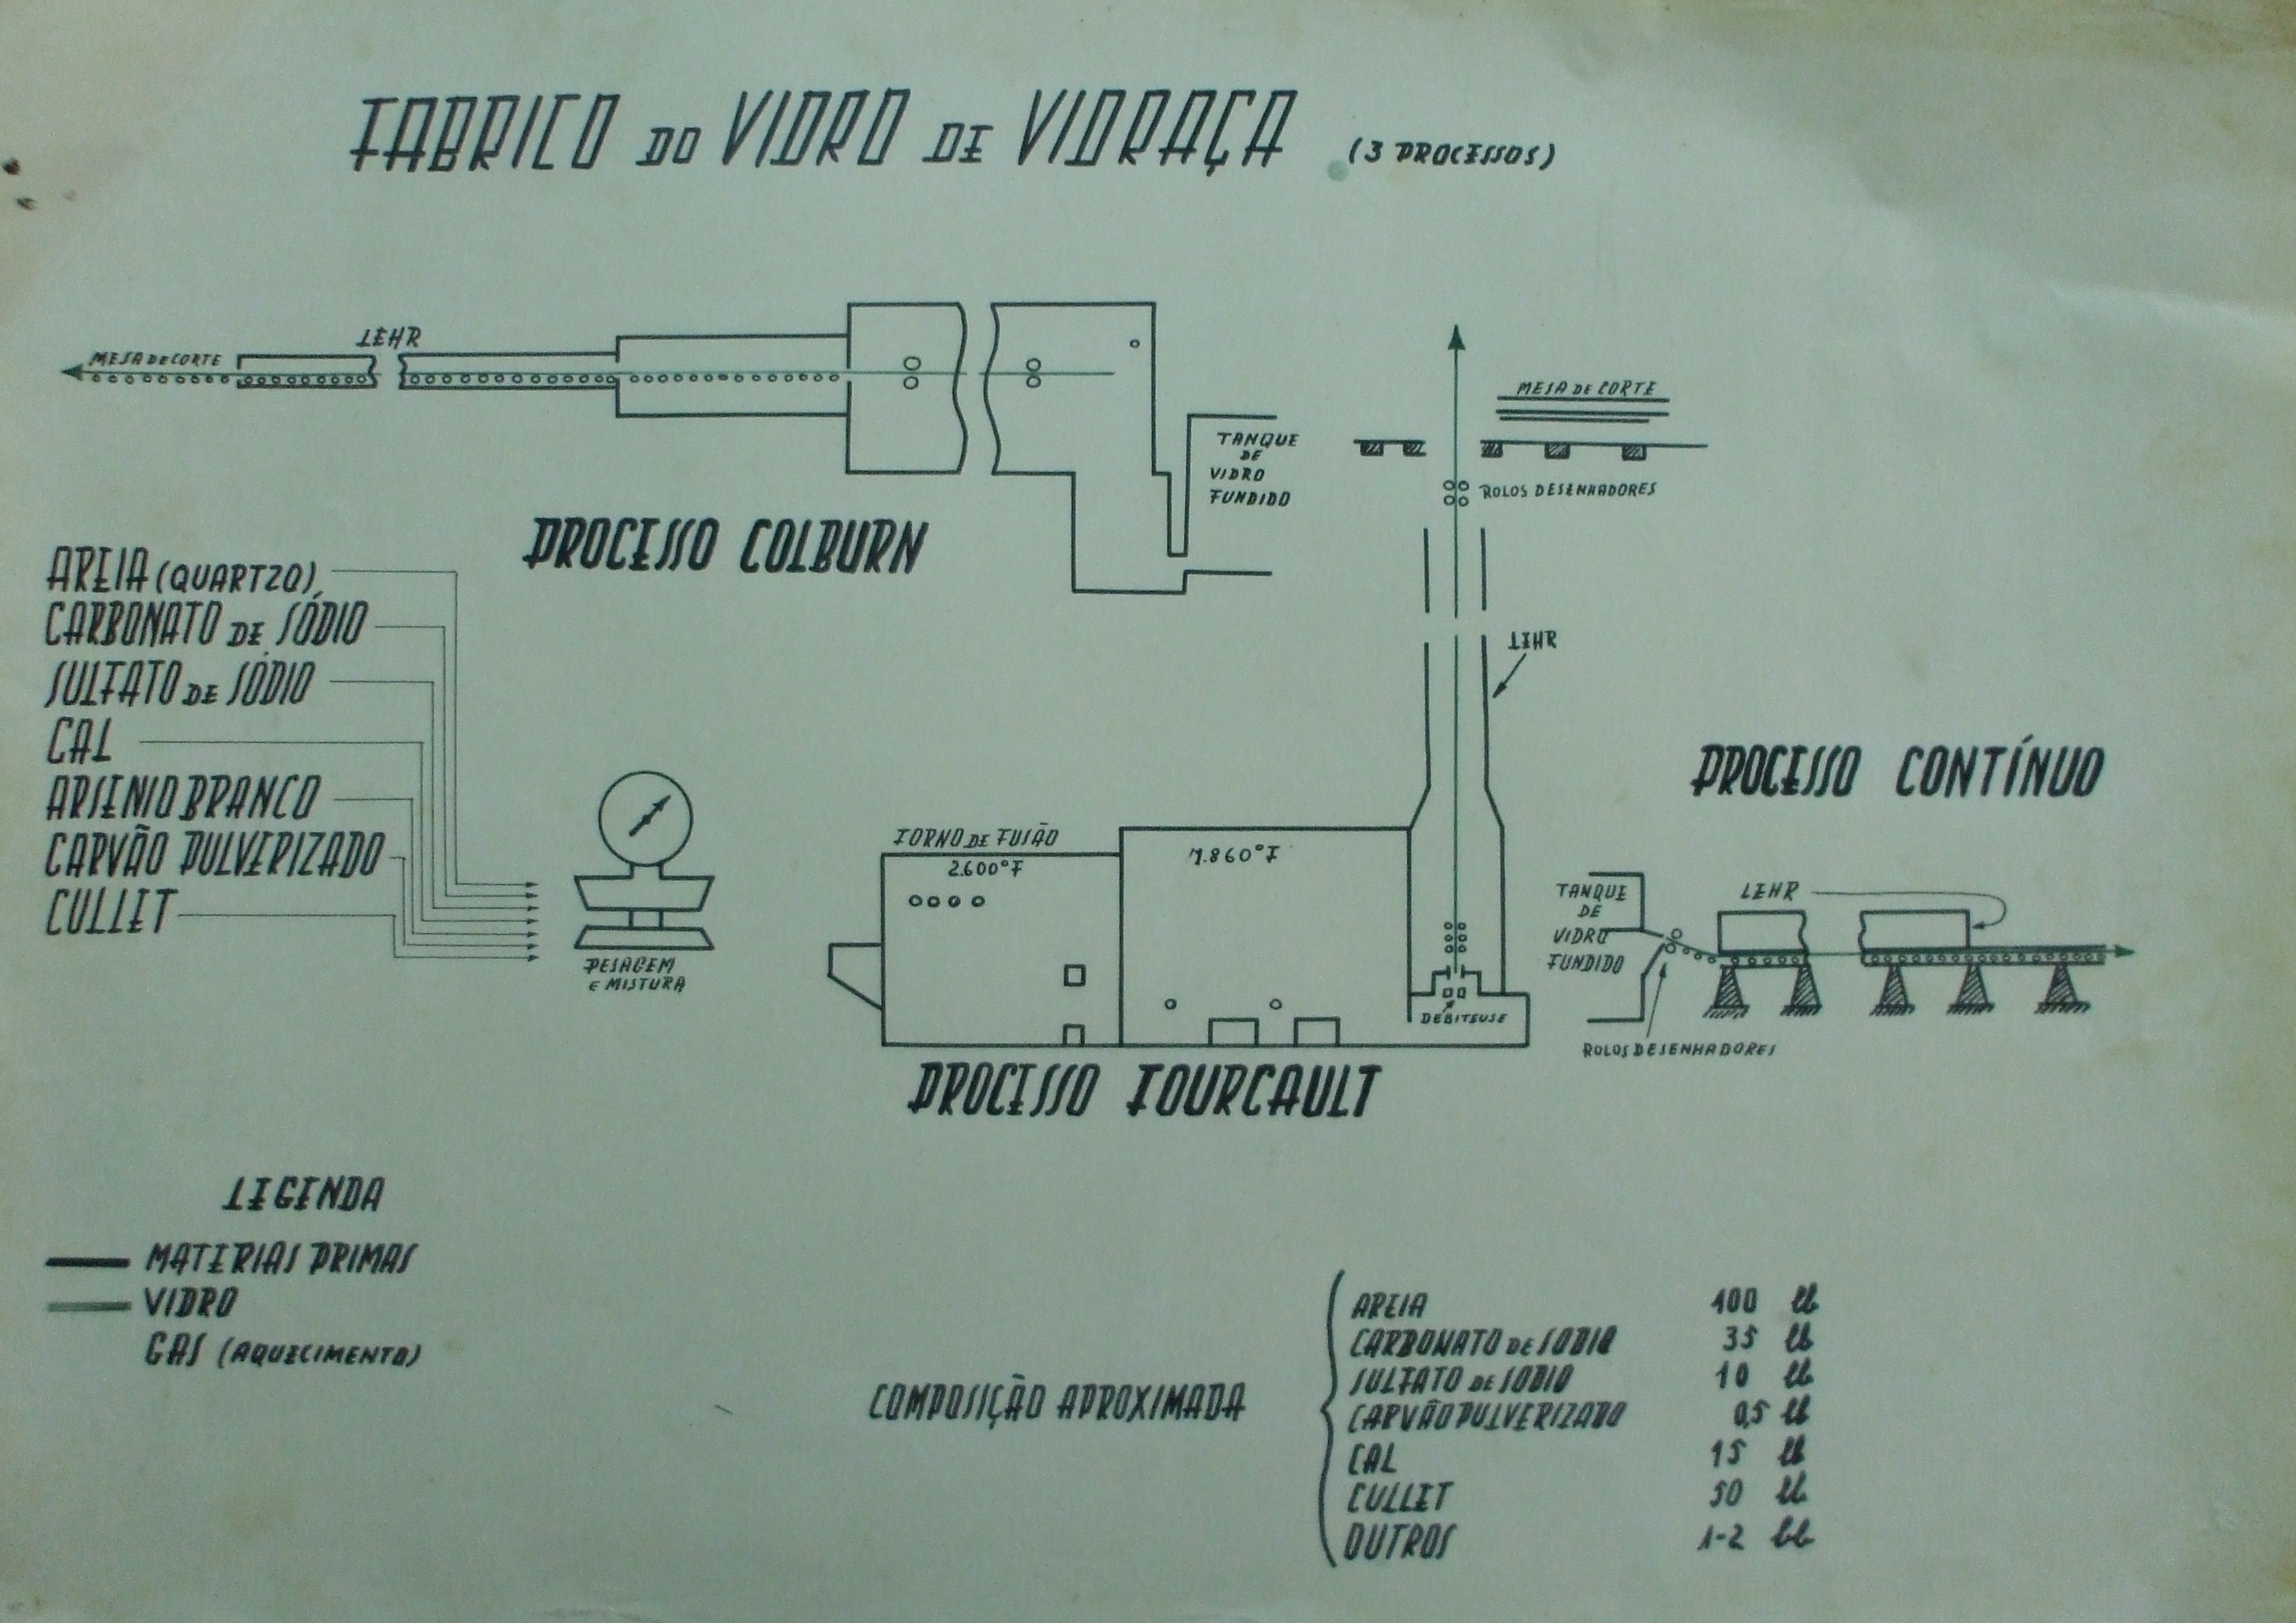 FABRICO DO VIDRO DE VIDRAÇA (3 PROCESSOS)
MESA DE CORTE
LEHR
TANQUE
DE
VIDRO
FUNDIDO
PROCESSO COLBURN
MESA DE CORTE
ROLOS DESENHADORES
LEHR
AREIA (QUARTZO)
CARBONATO DE SÓDIO
SULFATO DE SÓDIO
CAL
ARSENIO BRANCO
CARVÃO PULVERIZADO
CULLET
PESAGEM
E MISTURA
FORNO DE FUSÃO
2.600°F
1.860°F
DEBITEUSE
PROCESSO FOURCAULT
PROCESSO CONTÍNUO
TANQUE
DE
VIDRO
FUNDIDO
LEHR
ROLOS DESENHADORES
LEGENDA
MATERIAS PRIMAS
VIDRO
GAS (AQUECIMENTO)
COMPOSIÇÃO APROXIMADA
AREIA 100 lb
CARBONATO DE SODIO 35 lb
SULFATO DE SODIO 10 lb
CARVÃO PULVERIZADO 0,5 lb
CAL 15 lb
CULLET 50 lb
OUTROS 1-2 lb